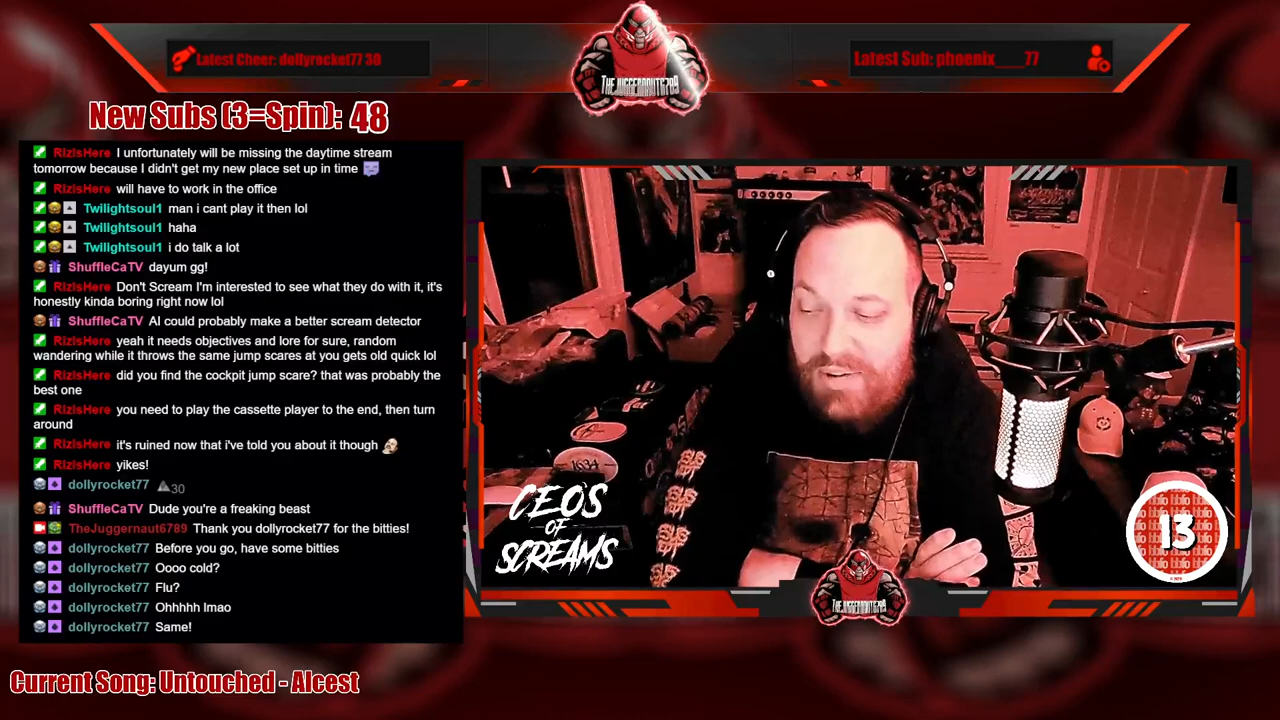 Latest Cheer: dollyrocket77 30
THEJUGGERNAUT6789
Latest Sub: phoenix___77
New Subs (3=Spin): 48
RizIsHere I unfortunately will be missing the daytime stream
tomorrow because I didn't get my new place set up in time
RizIsHere will have to work in the office
Twilightsoul1 man i cant play it then lol
Twilightsoul1 haha
Twilightsoul1 i do talk a lot
ShuffleCaTV dayum gg!
RizIsHere Don't Scream I'm interested to see what they do with it, it's
honestly kinda boring right now lol
ShuffleCaTV AI could probably make a better scream detector
RizIsHere yeah it needs objectives and lore for sure, random
wandering while it throws the same jump scares at you gets old quick lol
RizIsHere did you find the cockpit jump scare? that was probably the
best one
RizIsHere you need to play the cassette player to the end, then turn
around
RizIsHere it's ruined now that i've told you about it though
RizIsHere yikes!
dollyrocket77 30
ShuffleCaTV Dude you're a freaking beast
TheJuggernaut6789 Thank you dollyrocket77 for the bitties!
dollyrocket77 Before you go, have some bitties
dollyrocket77 Oooo cold?
dollyrocket77 Flu?
dollyrocket77 Ohhhhh lmao
dollyrocket77 Same!
1634
CEO'S
OF
SCREAMS
13
THEJUGGERNAUT6789
Current Song: Untouched - Alcest